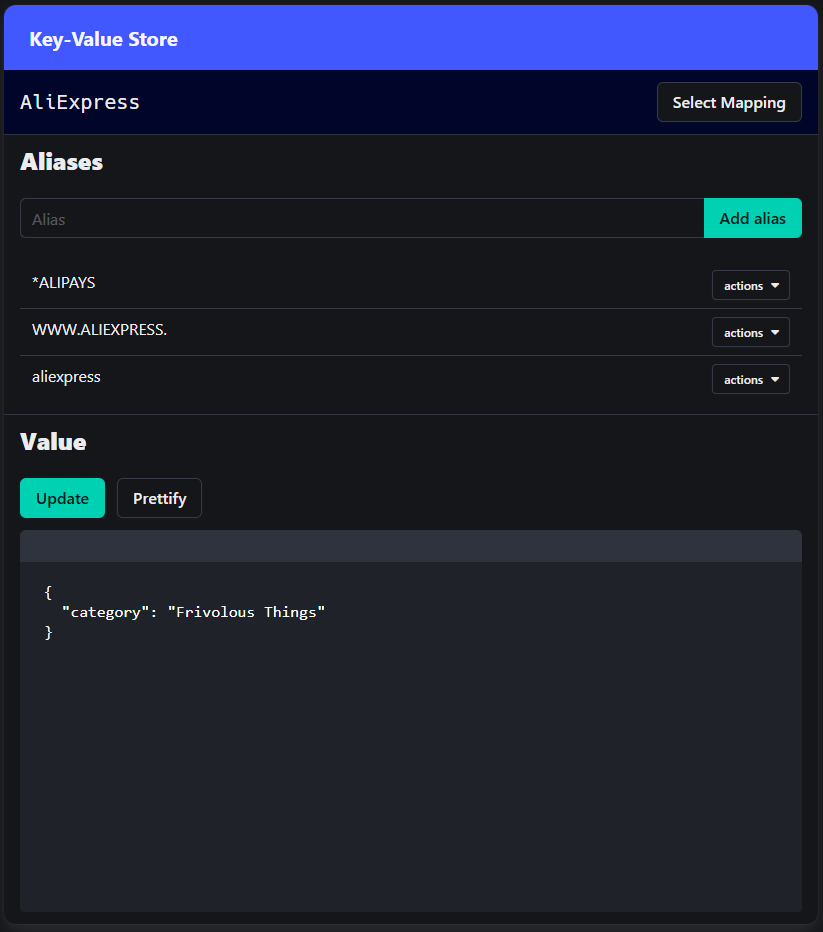 Key-Value Store
AliExpress
Select Mapping
Aliases
Alias
Add alias
*ALIPAYS
actions
WWW.ALIEXPRESS.
actions
aliexpress
actions
Value
Update
Prettify
{
  "category": "Frivolous Things"
}